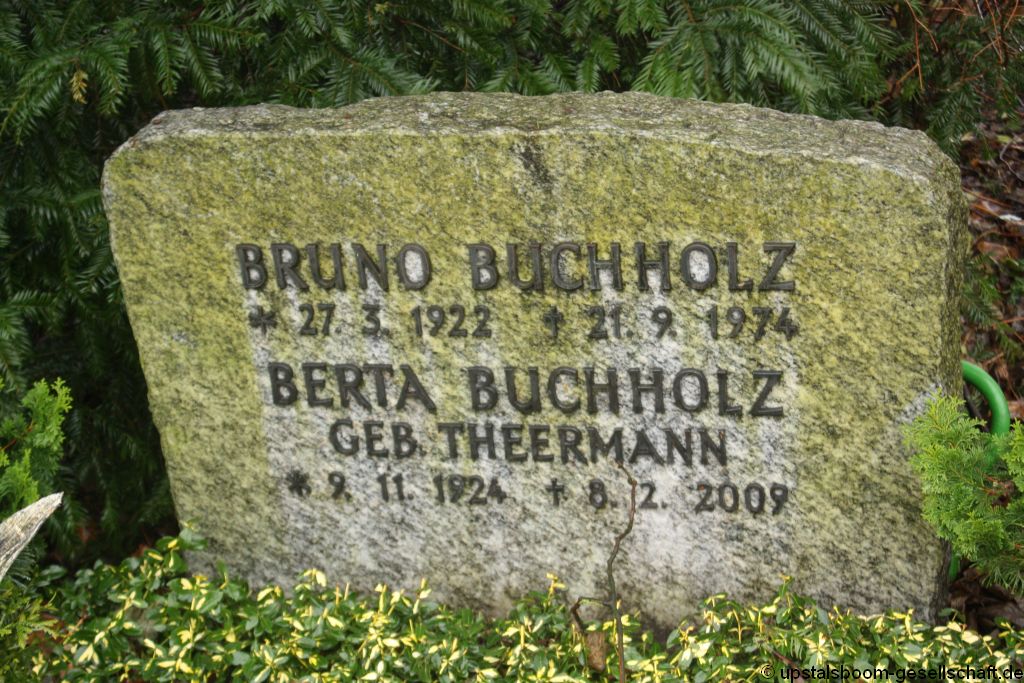 BRUNO BUCHHOLZ
* 27. 3. 1922 † 21. 9. 1974
BERTA BUCHHOLZ
GEB. THEERMANN
* 9. 11. 1924 † 8. 2. 2009
© upstalsboom-gesellschaft.de